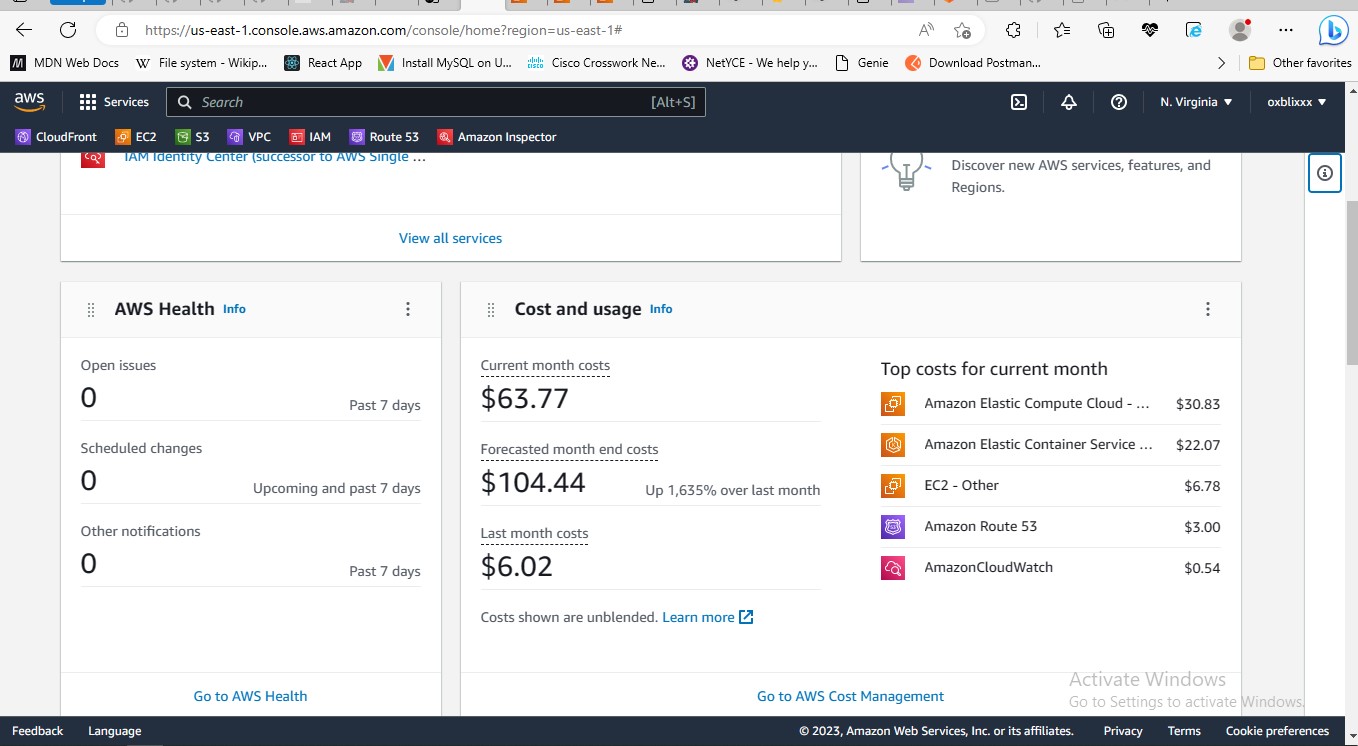 https://us-east-1.console.aws.amazon.com/console/home?region=us-east-1#
MDN Web Docs
File system - Wikip...
React App
Install MySQL on U...
Cisco Crosswork Ne...
NetYCE - We help y...
Genie
Download Postman...
Other favorites
aws
Services
Search
[Alt+S]
N. Virginia
oxblixxx
CloudFront
EC2
S3
VPC
IAM
Route 53
Amazon Inspector
IAM Identity Center (successor to AWS Single ...
View all services
Discover new AWS services, features, and
Regions.
AWS Health Info
Open issues
0
Past 7 days
Scheduled changes
0
Upcoming and past 7 days
Other notifications
0
Past 7 days
Go to AWS Health
Cost and usage Info
Current month costs
$63.77
Forecasted month end costs
$104.44
Up 1,635% over last month
Last month costs
$6.02
Costs shown are unblended. Learn more
Top costs for current month
Amazon Elastic Compute Cloud - ... $30.83
Amazon Elastic Container Service ... $22.07
EC2 - Other $6.78
Amazon Route 53 $3.00
AmazonCloudWatch $0.54
Go to AWS Cost Management
Activate Windows
Go to Settings to activate Windows.
Feedback
Language
© 2023, Amazon Web Services, Inc. or its affiliates.
Privacy
Terms
Cookie preferences